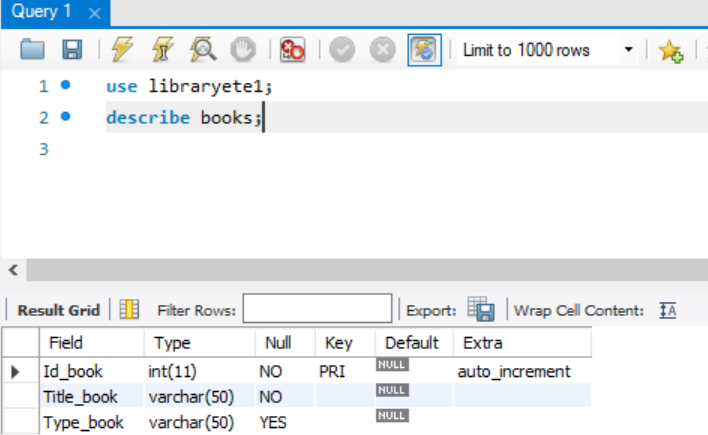 Query 1
Limit to 1000 rows
1 use libraryete1;
2 describe books;
3
Result Grid Filter Rows: Export: Wrap Cell Content:
Field Type Null Key Default Extra
Id_book int(11) NO PRI NULL auto_increment
Title_book varchar(50) NO NULL
Type_book varchar(50) YES NULL